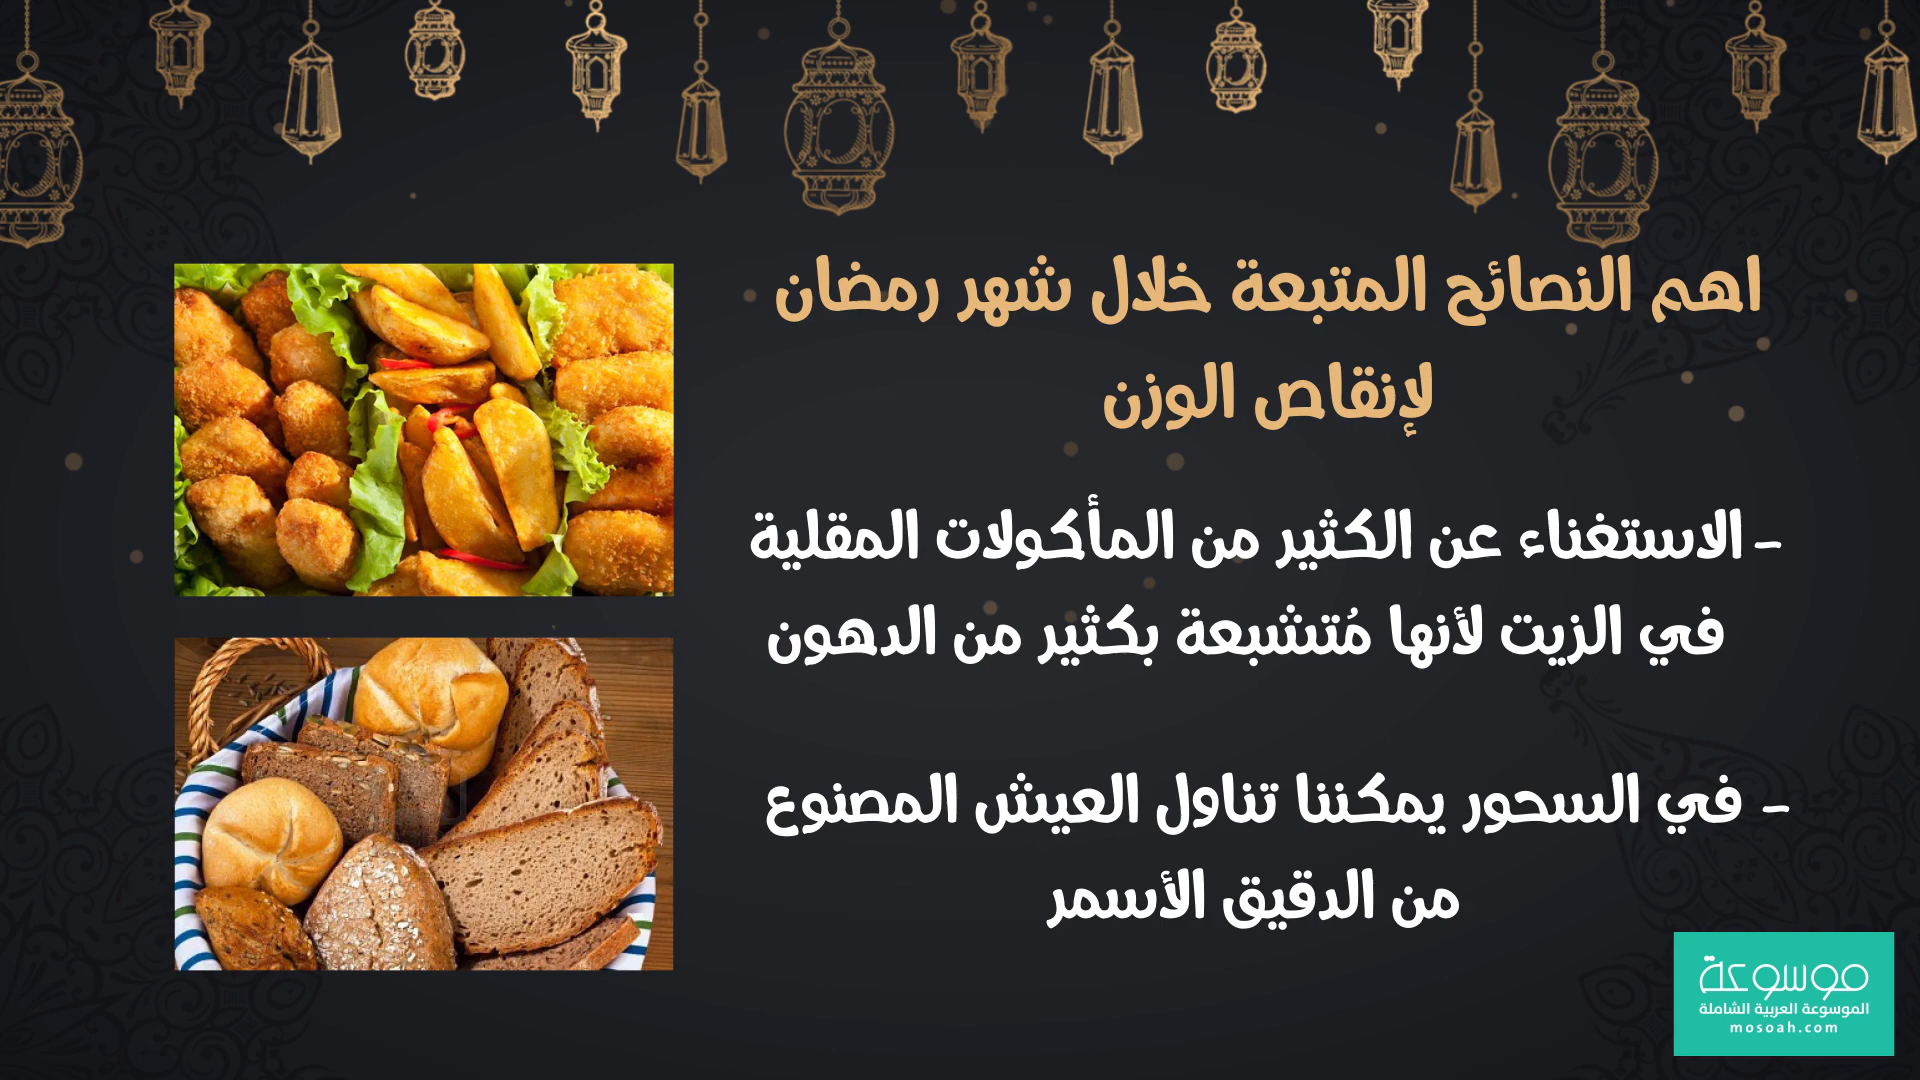 اهم النصائح المتبعة خلال شهر رمضان
لإنقاص الوزن
- الاستغناء عن الكثير من المأكولات المقلية
في الزيت لأنها مُتشبعة بكثير من الدهون
- في السحور يمكننا تناول العيش المصنوع
من الدقيق الأسمر
موسوعة
الموسوعة العربية الشاملة
mosoah.com